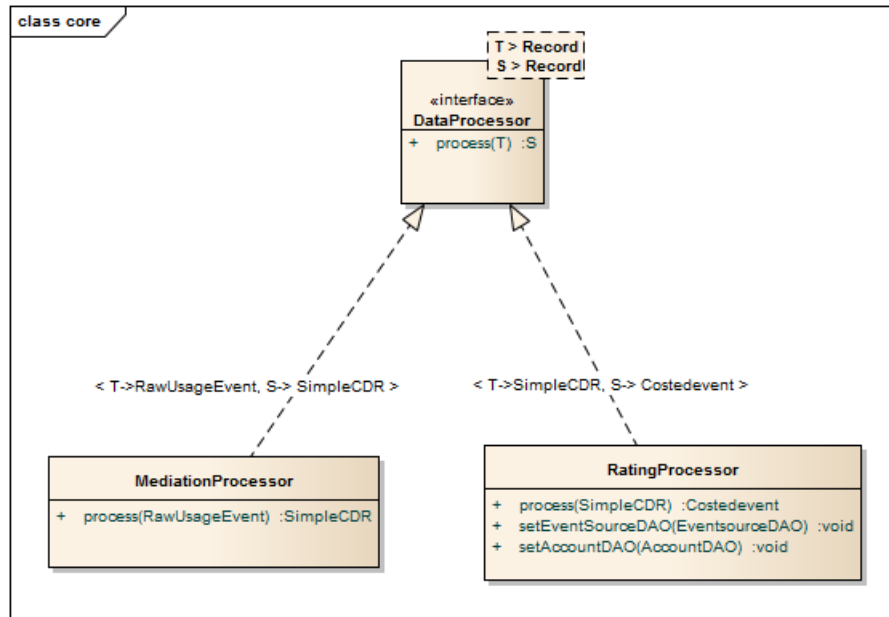 class core
T > Record
S > Record
«interface»
DataProcessor
+ process(T) :S
< T->RawUsageEvent, S-> SimpleCDR >
< T->SimpleCDR, S-> Costedevent >
MediationProcessor
+ process(RawUsageEvent) :SimpleCDR
RatingProcessor
+ process(SimpleCDR) :Costedevent
+ setEventSourceDAO(EventsourceDAO) :void
+ setAccountDAO(AccountDAO) :void